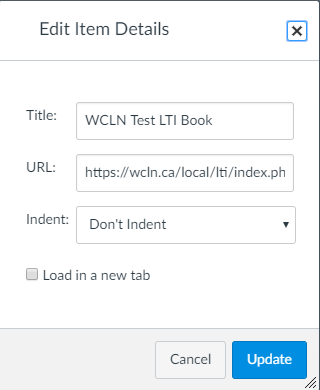 Edit Item Details
Title: WCLN Test LTI Book
URL: https://wcln.ca/local/lti/index.ph
Indent: Don't Indent
Load in a new tab
Cancel Update